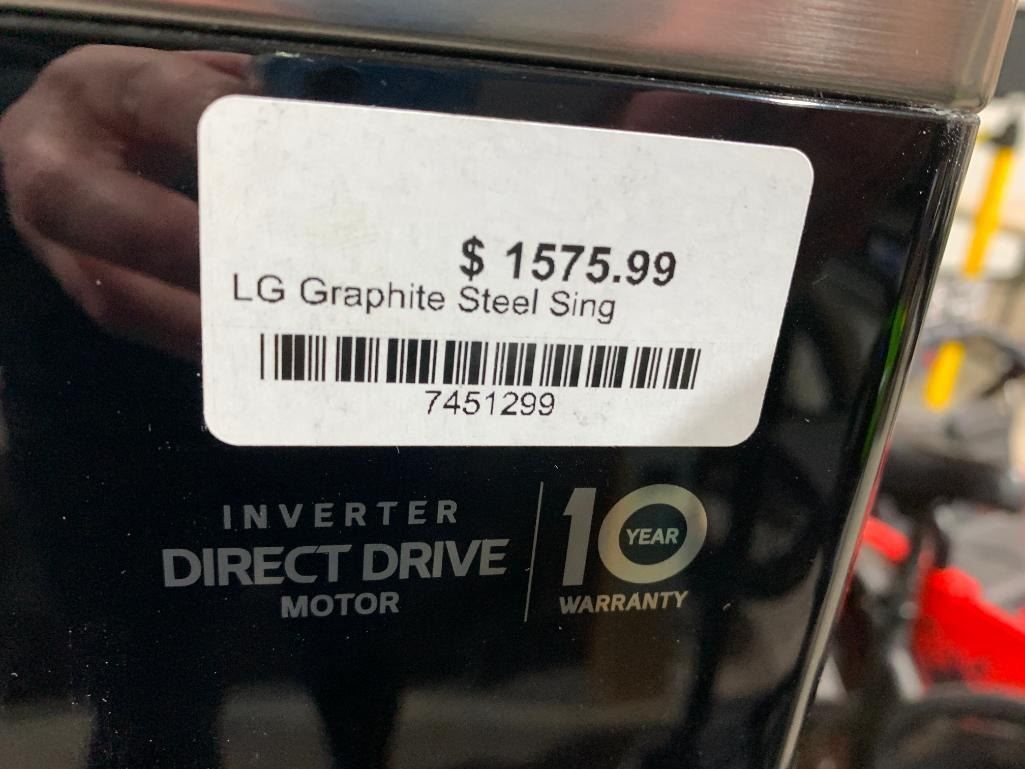 $ 1575.99
LG Graphite Steel Sing
7451299
INVERTER
DIRECT DRIVE
MOTOR
10 YEAR
WARRANTY